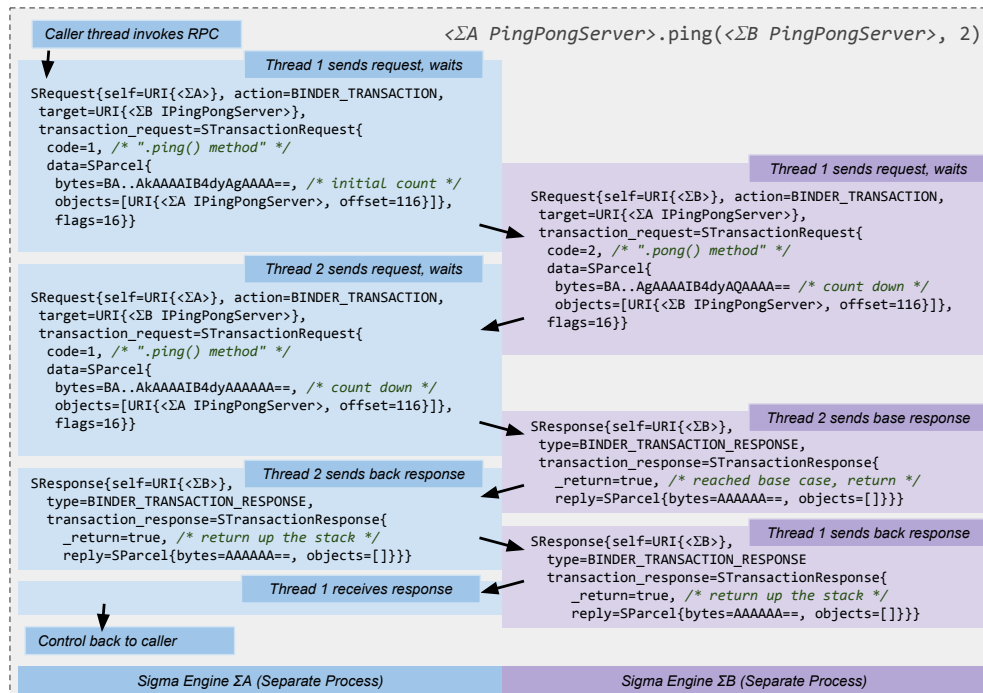 Caller thread invokes RPC
<ΣA PingPongServer>.ping(<ΣB PingPongServer>, 2)
Thread 1 sends request, waits
SRequest{self=URI{<ΣA>}, action=BINDER_TRANSACTION,
target=URI{<ΣB IPingPongServer>},
transaction_request=STransactionRequest{
code=1, /* ".ping() method" */
data=SParcel{
bytes=BA..AkAAAAIB4dyAgAAAA==, /* initial count */
objects=[URI{<ΣA IPingPongServer>, offset=116}]},
flags=16}}
Thread 1 sends request, waits
SRequest{self=URI{<ΣB>}, action=BINDER_TRANSACTION,
target=URI{<ΣA IPingPongServer>},
transaction_request=STransactionRequest{
code=2, /* ".pong() method" */
data=SParcel{
bytes=BA..AgAAAAIB4dyAQAAAA== /* count down */
objects=[URI{<ΣB IPingPongServer>, offset=116}]},
flags=16}}
Thread 2 sends request, waits
SRequest{self=URI{<ΣA>}, action=BINDER_TRANSACTION,
target=URI{<ΣB IPingPongServer>},
transaction_request=STransactionRequest{
code=1, /* ".ping() method" */
data=SParcel{
bytes=BA..AkAAAAIB4dyAAAAAA==, /* count down */
objects=[URI{<ΣA IPingPongServer>, offset=116}]},
flags=16}}
Thread 2 sends base response
SResponse{self=URI{<ΣB>},
type=BINDER_TRANSACTION_RESPONSE,
transaction_response=STransactionResponse{
_return=true, /* reached base case, return */
reply=SParcel{bytes=AAAAAA==, objects=[]}}}
Thread 2 sends back response
SResponse{self=URI{<ΣB>},
type=BINDER_TRANSACTION_RESPONSE,
transaction_response=STransactionResponse{
_return=true, /* return up the stack */
reply=SParcel{bytes=AAAAAA==, objects=[]}}}
Thread 1 sends back response
SResponse{self=URI{<ΣB>},
type=BINDER_TRANSACTION_RESPONSE
transaction_response=STransactionResponse{
_return=true, /* return up the stack */
reply=SParcel{bytes=AAAAAA==, objects=[]}}}
Thread 1 receives response
Control back to caller
Sigma Engine ΣA (Separate Process)
Sigma Engine ΣB (Separate Process)